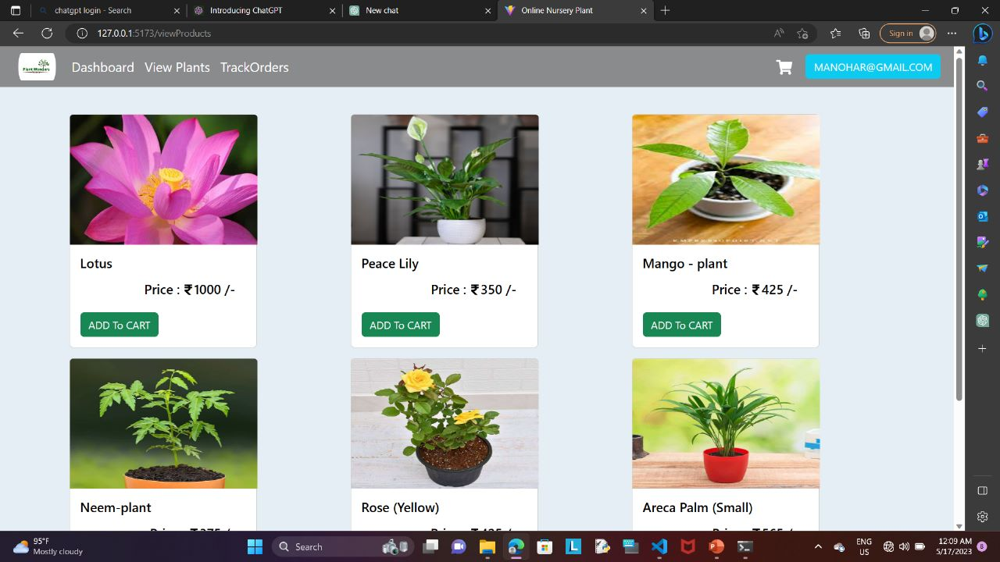 chatgpt login - Search
Introducing ChatGPT
New chat
Online Nursery Plant
127.0.0.1:5173/viewProducts
Sign in
Plant Wonders
Dashboard
View Plants
TrackOrders
MANOHAR@GMAIL.COM
Lotus
Price : ₹1000 /-
ADD To CART
Peace Lily
Price : ₹350 /-
ADD To CART
Mango - plant
Price : ₹425 /-
ADD To CART
Neem-plant
Rose (Yellow)
Areca Palm (Small)
95°F
Mostly cloudy
Search
ENG
US
12:09 AM
5/17/2023
8